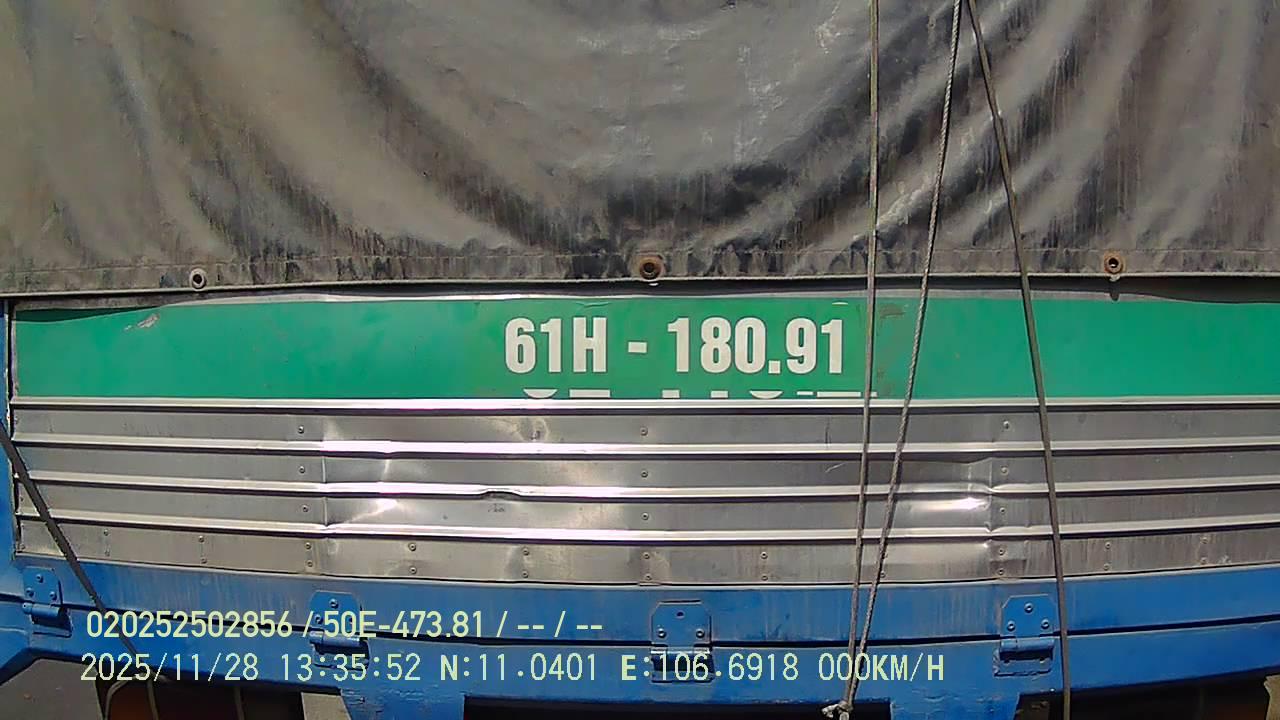 61H - 180.91
020252502856 / 50E-473.81 / -- / --
2025/11/28 13:35:52 N:11.0401 E:106.6918 000KM/H